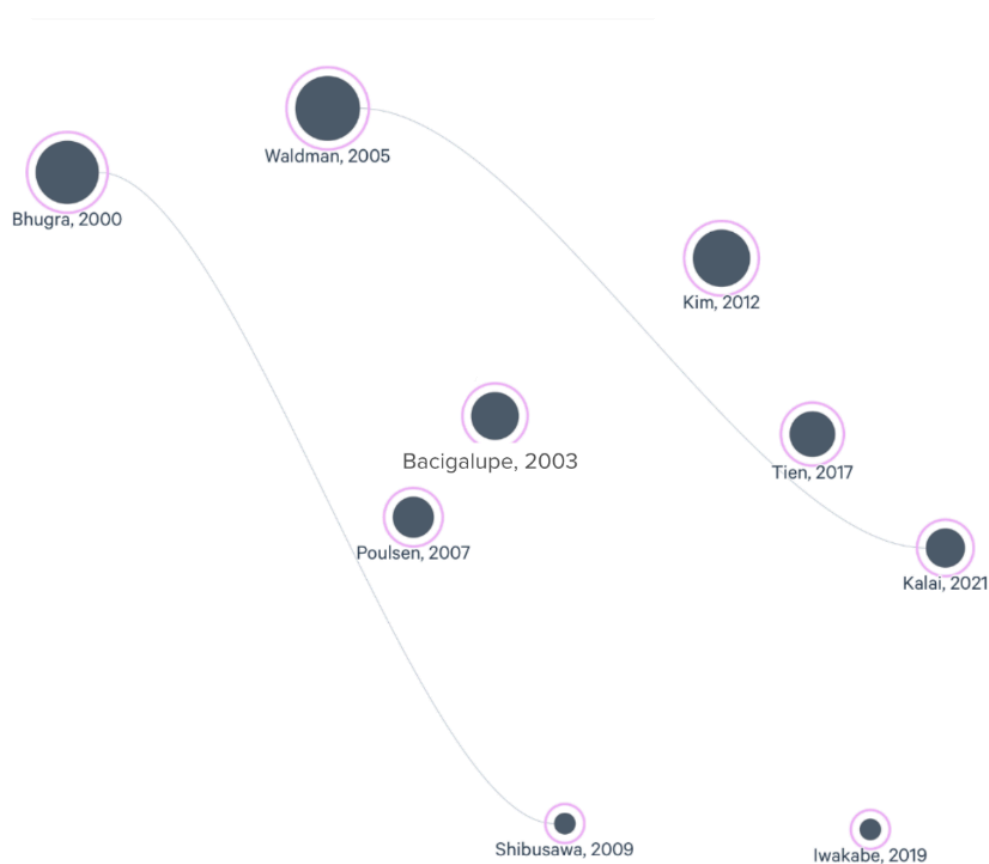 Waldman, 2005
Bhugra, 2000
Kim, 2012
Bacigalupe, 2003
Tien, 2017
Poulsen, 2007
Kalai, 2021
Shibusawa, 2009
Iwakabe, 2019